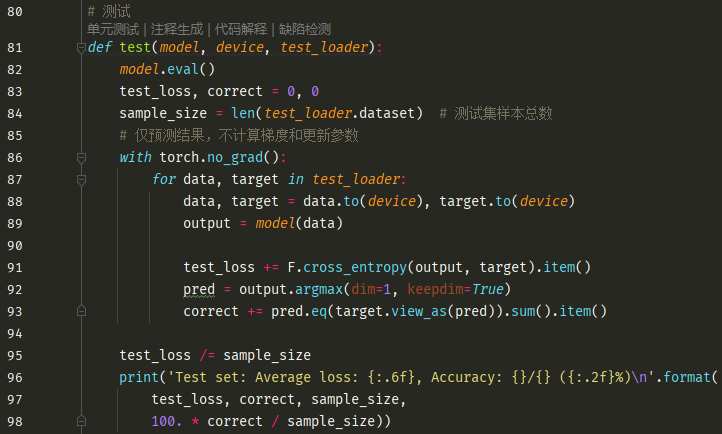 80 # 测试
单元测试 | 注释生成 | 代码解释 | 缺陷检测
81 def test(model, device, test_loader):
82     model.eval()
83     test_loss, correct = 0, 0
84     sample_size = len(test_loader.dataset)  # 测试集样本总数
85     # 仅预测结果，不计算梯度和更新参数
86     with torch.no_grad():
87         for data, target in test_loader:
88             data, target = data.to(device), target.to(device)
89             output = model(data)
90
91             test_loss += F.cross_entropy(output, target).item()
92             pred = output.argmax(dim=1, keepdim=True)
93             correct += pred.eq(target.view_as(pred)).sum().item()
94
95     test_loss /= sample_size
96     print('Test set: Average loss: {:.6f}, Accuracy: {}/{} ({:.2f}%)\n'.format(
97         test_loss, correct, sample_size,
98         100. * correct / sample_size))